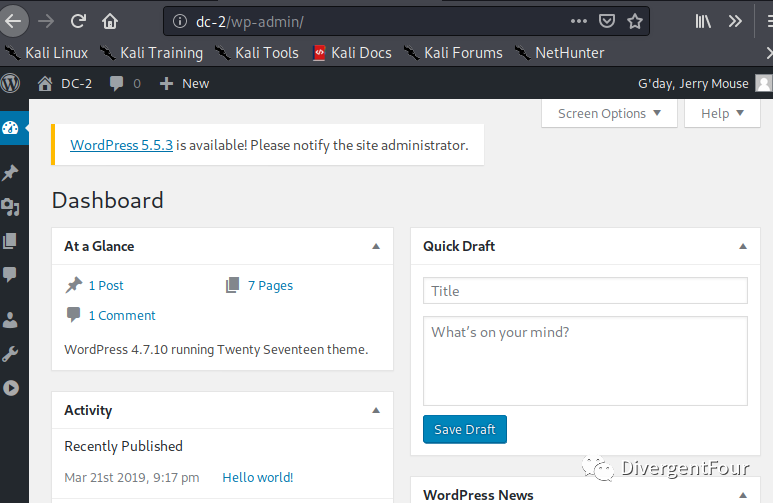 dc-2/wp-admin/
Kali Linux Kali Training Kali Tools Kali Docs Kali Forums NetHunter
DC-2 0 New G'day, Jerry Mouse
Screen Options Help
WordPress 5.5.3 is available! Please notify the site administrator.
Dashboard
At a Glance
1 Post 7 Pages
1 Comment
WordPress 4.7.10 running Twenty Seventeen theme.
Activity
Recently Published
Mar 21st 2019, 9:17 pm Hello world!
Quick Draft
Title
What's on your mind?
Save Draft
WordPress News
DivergentFour